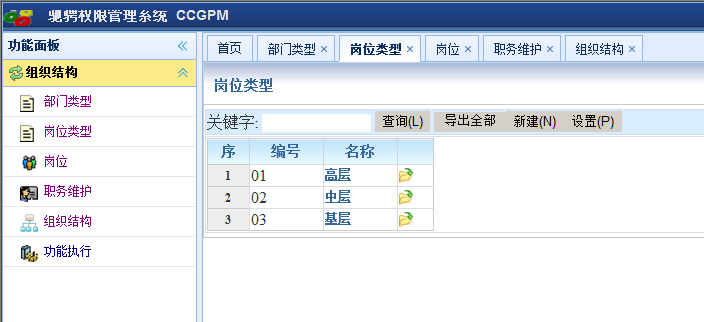 驰骋权限管理系统 CCGPM
功能面板
组织结构
部门类型
岗位类型
岗位
职务维护
组织结构
功能执行
首页 部门类型 岗位类型 岗位 职务维护 组织结构
岗位类型
关键字: 查询(L) 导出全部 新建(N) 设置(P)
序 编号 名称
1 01 高层
2 02 中层
3 03 基层